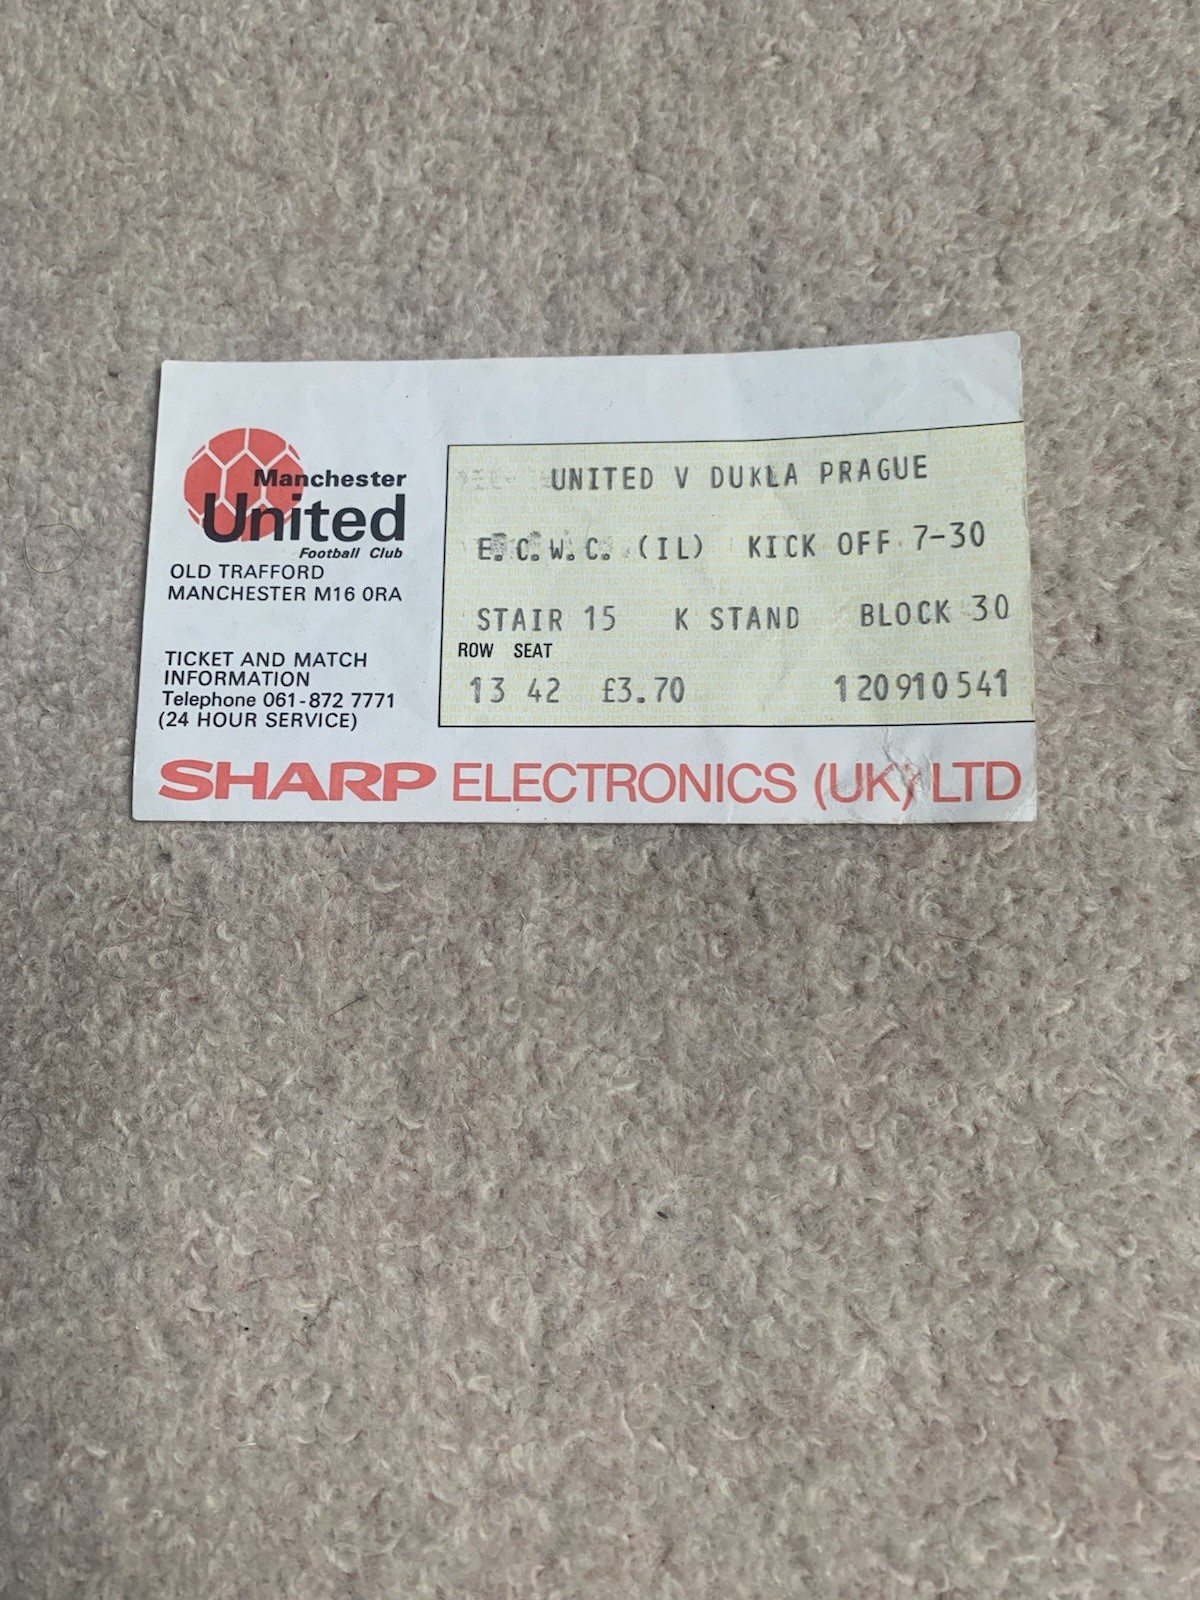 Manchester
United
Football Club
OLD TRAFFORD
MANCHESTER M16 0RA
TICKET AND MATCH
INFORMATION
Telephone 061-872 7771
(24 HOUR SERVICE)
UNITED V DUKLA PRAGUE
E.C.W.C. (IL) KICK OFF 7-30
STAIR 15 K STAND BLOCK 30
ROW SEAT
13 42 £3.70 120910541
SHARP ELECTRONICS (UK) LTD